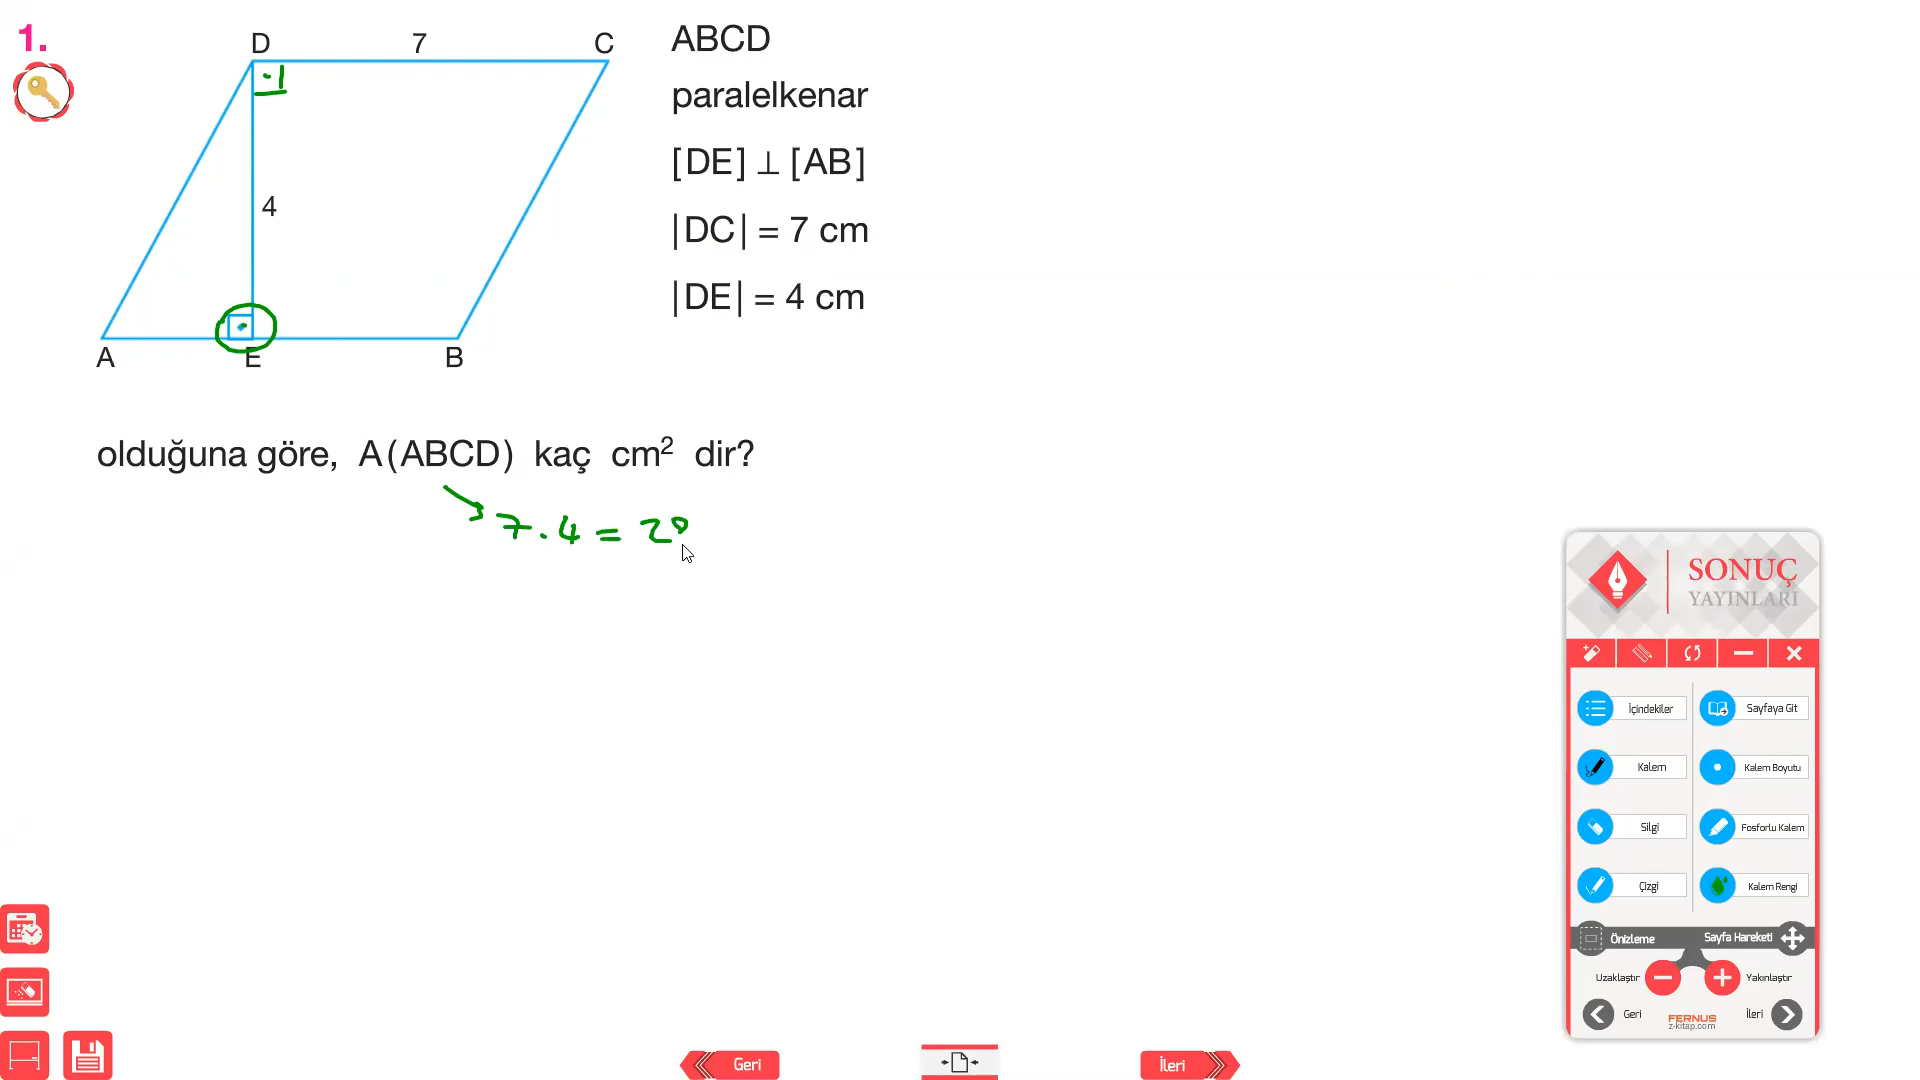 1.
D 7 C
4
A E B
ABCD
paralelkenar
[DE] ⊥ [AB]
|DC| = 7 cm
|DE| = 4 cm
olduğuna göre, A(ABCD) kaç cm² dir?
7.4 =
SONUÇ
YAYINLARI
İçindekiler
Sayfaya Git
Kalem
Kalem Boyutu
Silgi
Fosforlu Kalem
Çizgi
Kalem Rengi
Önizleme
Sayfa Hareketi
Uzaklaştır
Yakınlaştır
Geri
FERNUS
z-kitap.com
İleri
Geri
İleri